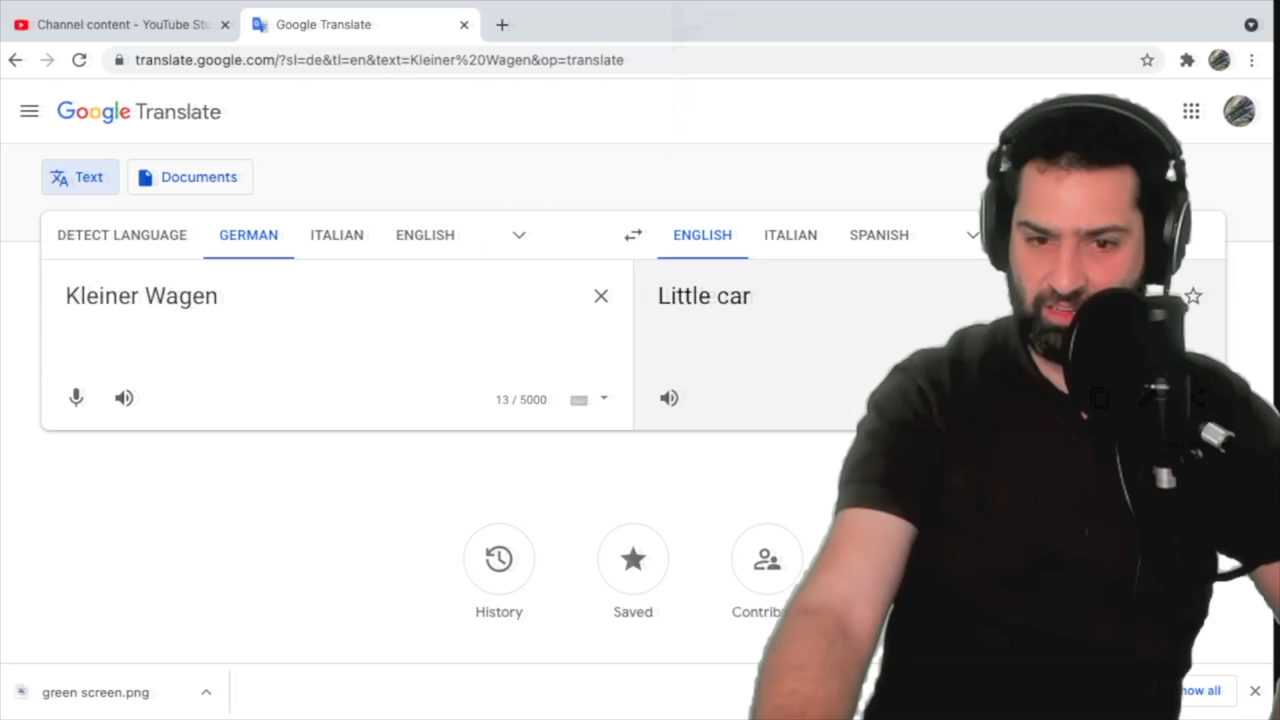 Channel content - YouTube Stu
Google Translate
translate.google.com/?sl=de&tl=en&text=Kleiner%20Wagen&op=translate
Google Translate
Text
Documents
DETECT LANGUAGE
GERMAN
ITALIAN
ENGLISH
ENGLISH
ITALIAN
SPANISH
Kleiner Wagen
Little car
13 / 5000
History
Saved
Contrib
green screen.png
how all